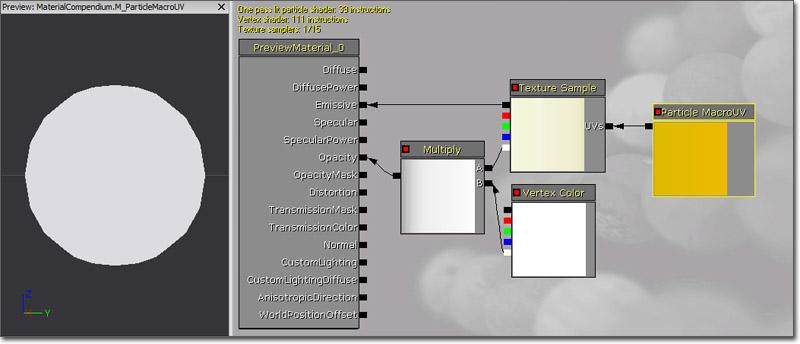 Preview: MaterialCompendium.M_ParticleMacroUV
One pass lit particle shader: 38 instructions
Vertex shader: 111 instructions
Texture samplers: 1/15
PreviewMaterial_0
Diffuse
DiffusePower
Emissive
Specular
SpecularPower
Opacity
OpacityMask
Distortion
TransmissionMask
TransmissionColor
Normal
CustomLighting
CustomLightingDiffuse
AnisotropicDirection
WorldPositionOffset
Multiply
A
B
Texture Sample
UVs
Vertex Color
Particle MacroUV
Z
X
Y